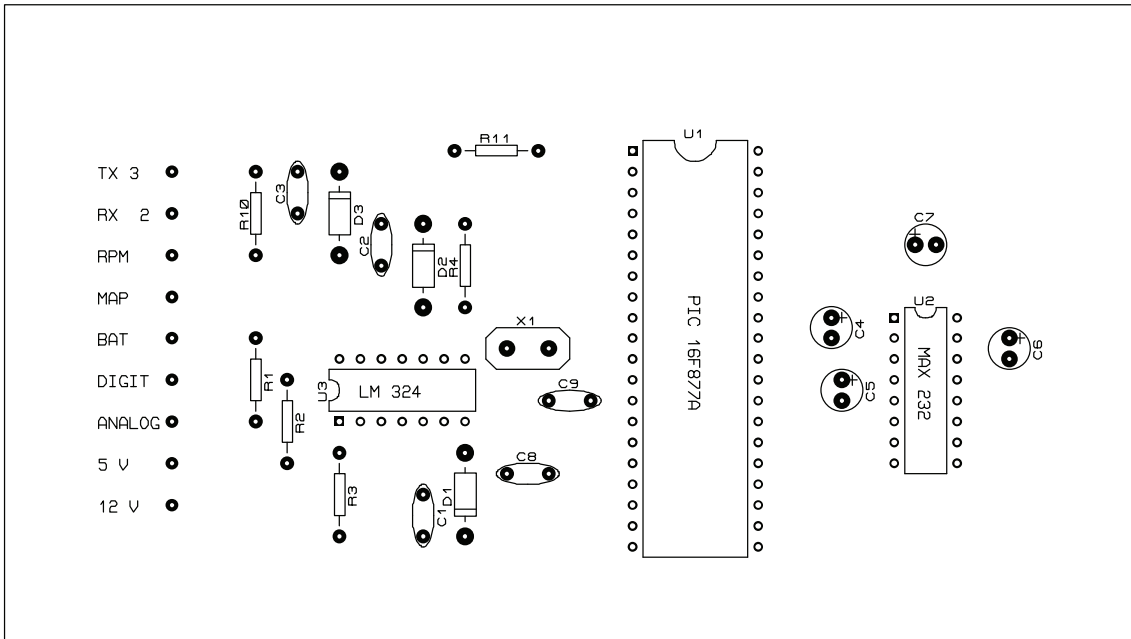 U1
R11
TX 3
RX 2
RPM
MAP
BAT
DIGIT
ANALOG
5 V
12 V
R10
C3
D3
C2
D2
R4
C7
U2
X1
C4
C6
PIC 16F877A
MAX 232
R1
R2
U3
LM 324
C9
C5
C8
R3
C1
D1